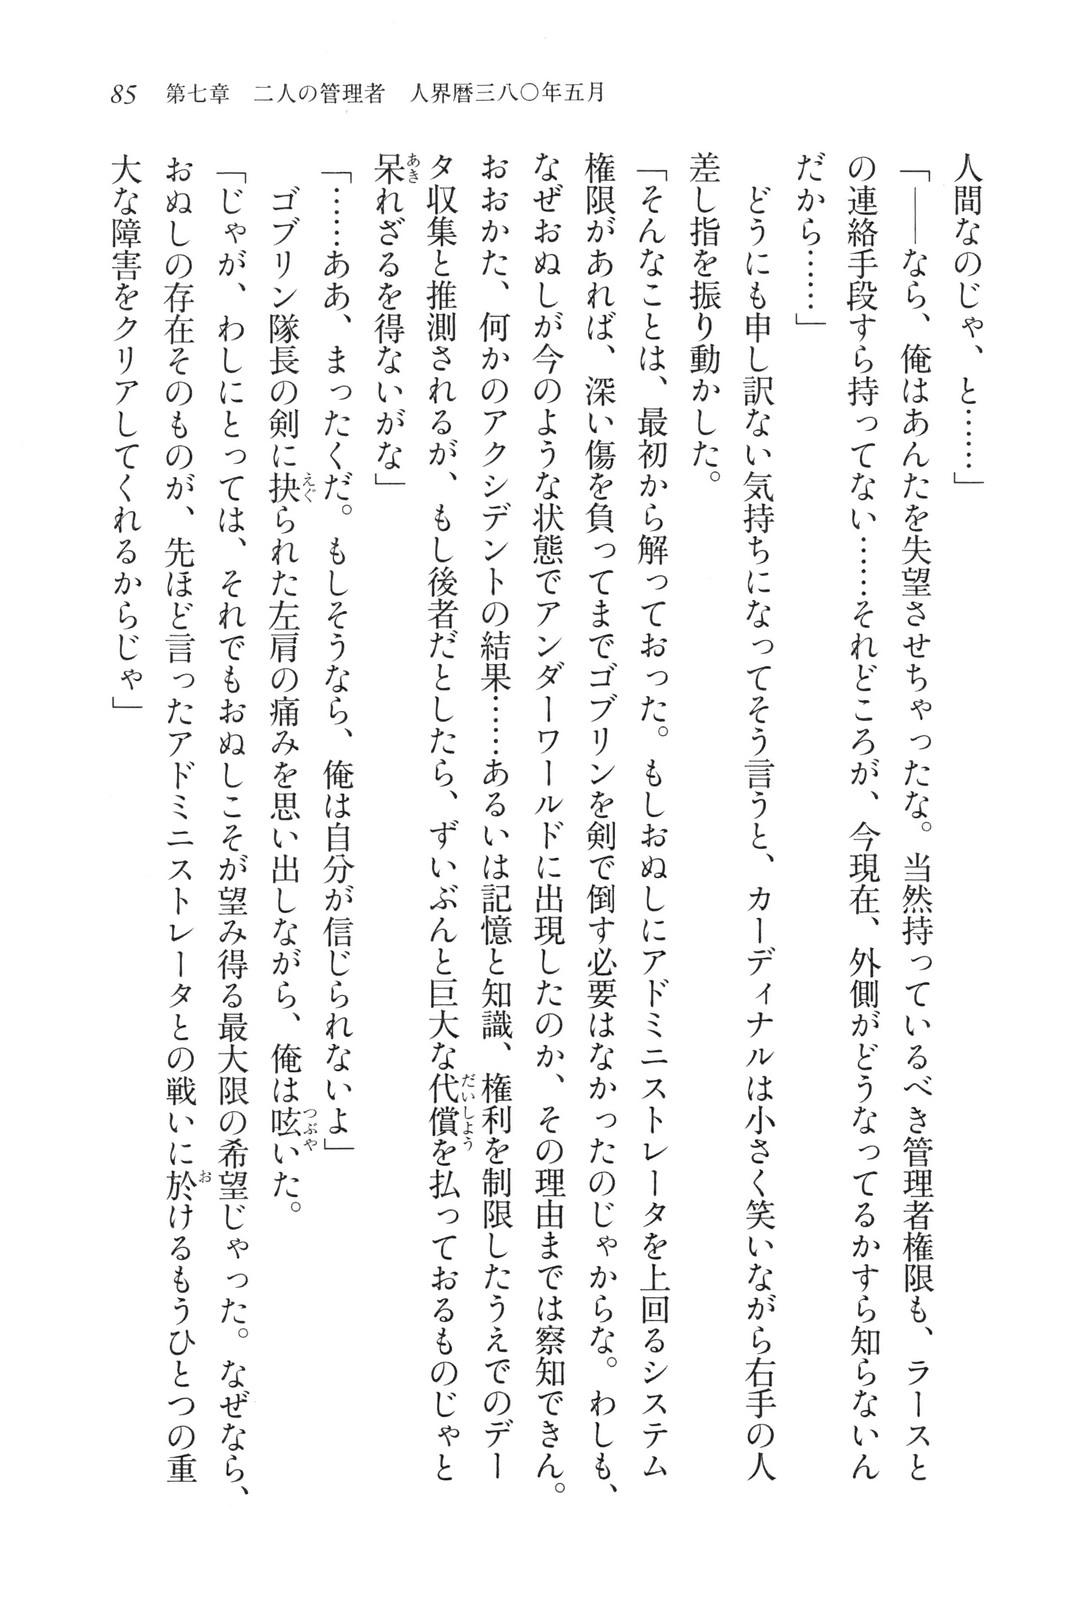 85　第七章　二人の管理者　人界暦三八〇年五月
人間なのじゃ、と……」
「――なら、俺はあんたを失望させちゃったな。当然持っているべき管理者権限も、ラースと
の連絡手段すら持ってない……それどころが、今現在、外側がどうなってるかすら知らないん
だから……」
　どうにも申し訳ない気持ちになってそう言うと、カーディナルは小さく笑いながら右手の人
差し指を振り動かした。
「そんなことは、最初から解っておった。もしおぬしにアドミニストレータを上回るシステム
権限があれば、深い傷を負ってまでゴブリンを剣で倒す必要はなかったのじゃからな。わしも、
なぜおぬしが今のような状態でアンダーワールドに出現したのか、その理由までは察知できん。
おおかた、何かのアクシデントの結果……あるいは記憶と知識、権利を制限したうえでのデー
タ収集と推測されるが、もし後者だとしたら、ずいぶんと巨大な代償を払っておるものじゃと
呆れざるを得ないがな」
「……ああ、まったくだ。もしそうなら、俺は自分が信じられないよ」
　ゴブリン隊長の剣に抉られた左肩の痛みを思い出しながら、俺は呟いた。
「じゃが、わしにとっては、それでもおぬしこそが望み得る最大限の希望じゃった。なぜなら、
おぬしの存在そのものが、先ほど言ったアドミニストレータとの戦いに於けるもうひとつの重
大な障害をクリアしてくれるからじゃ」